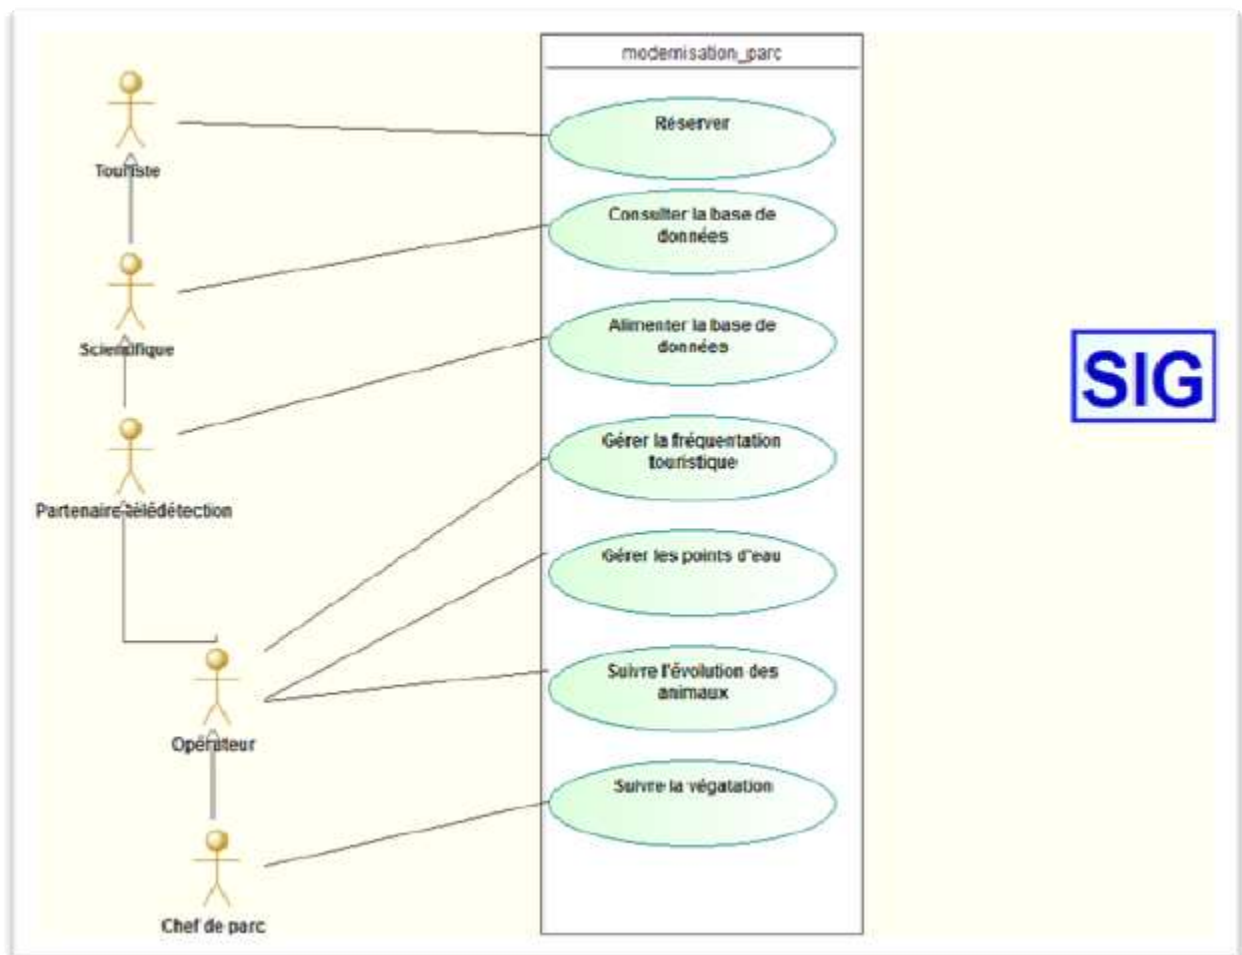 modernisation_parc
Réserver
Touriste
Consulter la base de
données
Scientifique
Alimenter la base de
données
SIG
Gérer la fréquentation
touristique
Partenaire télédétection
Gérer les points d'eau
Suivre l'évolution des
animaux
Opérateur
Suivre la végatation
Chef de parc